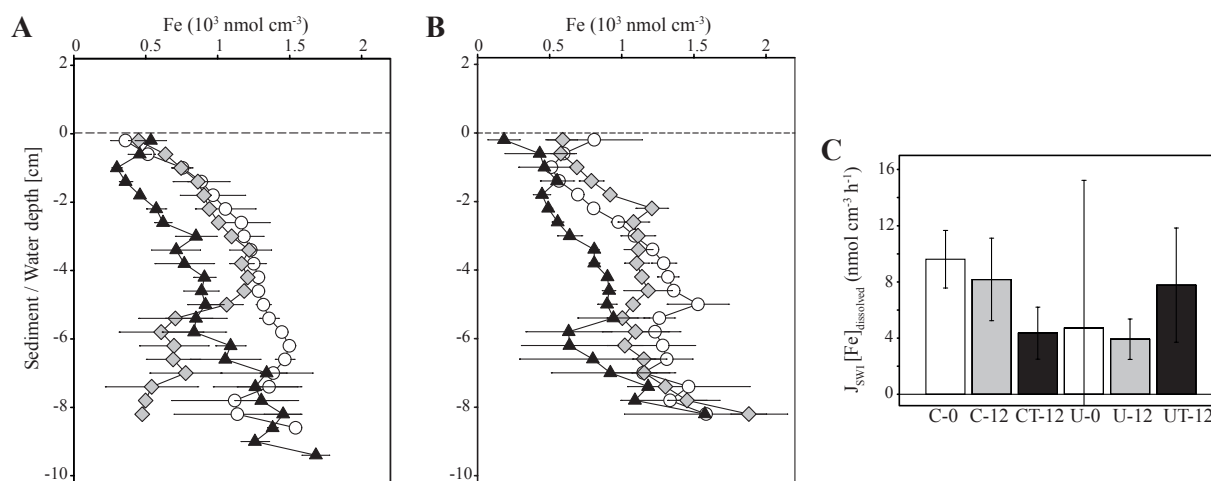 A
Fe (10³ nmol cm⁻³)
0.5 1 1.5 2
Sediment / Water depth [cm]
2
0
-2
-4
-6
-8
-10
B
Fe (10³ nmol cm⁻³)
0 0.5 1 1.5 2
2
0
-2
-4
-6
-8
-10
C
J_SWI [Fe]_dissolved (nmol cm⁻³ h⁻¹)
16
12
8
4
0
C-0 C-12 CT-12 U-0 U-12 UT-12